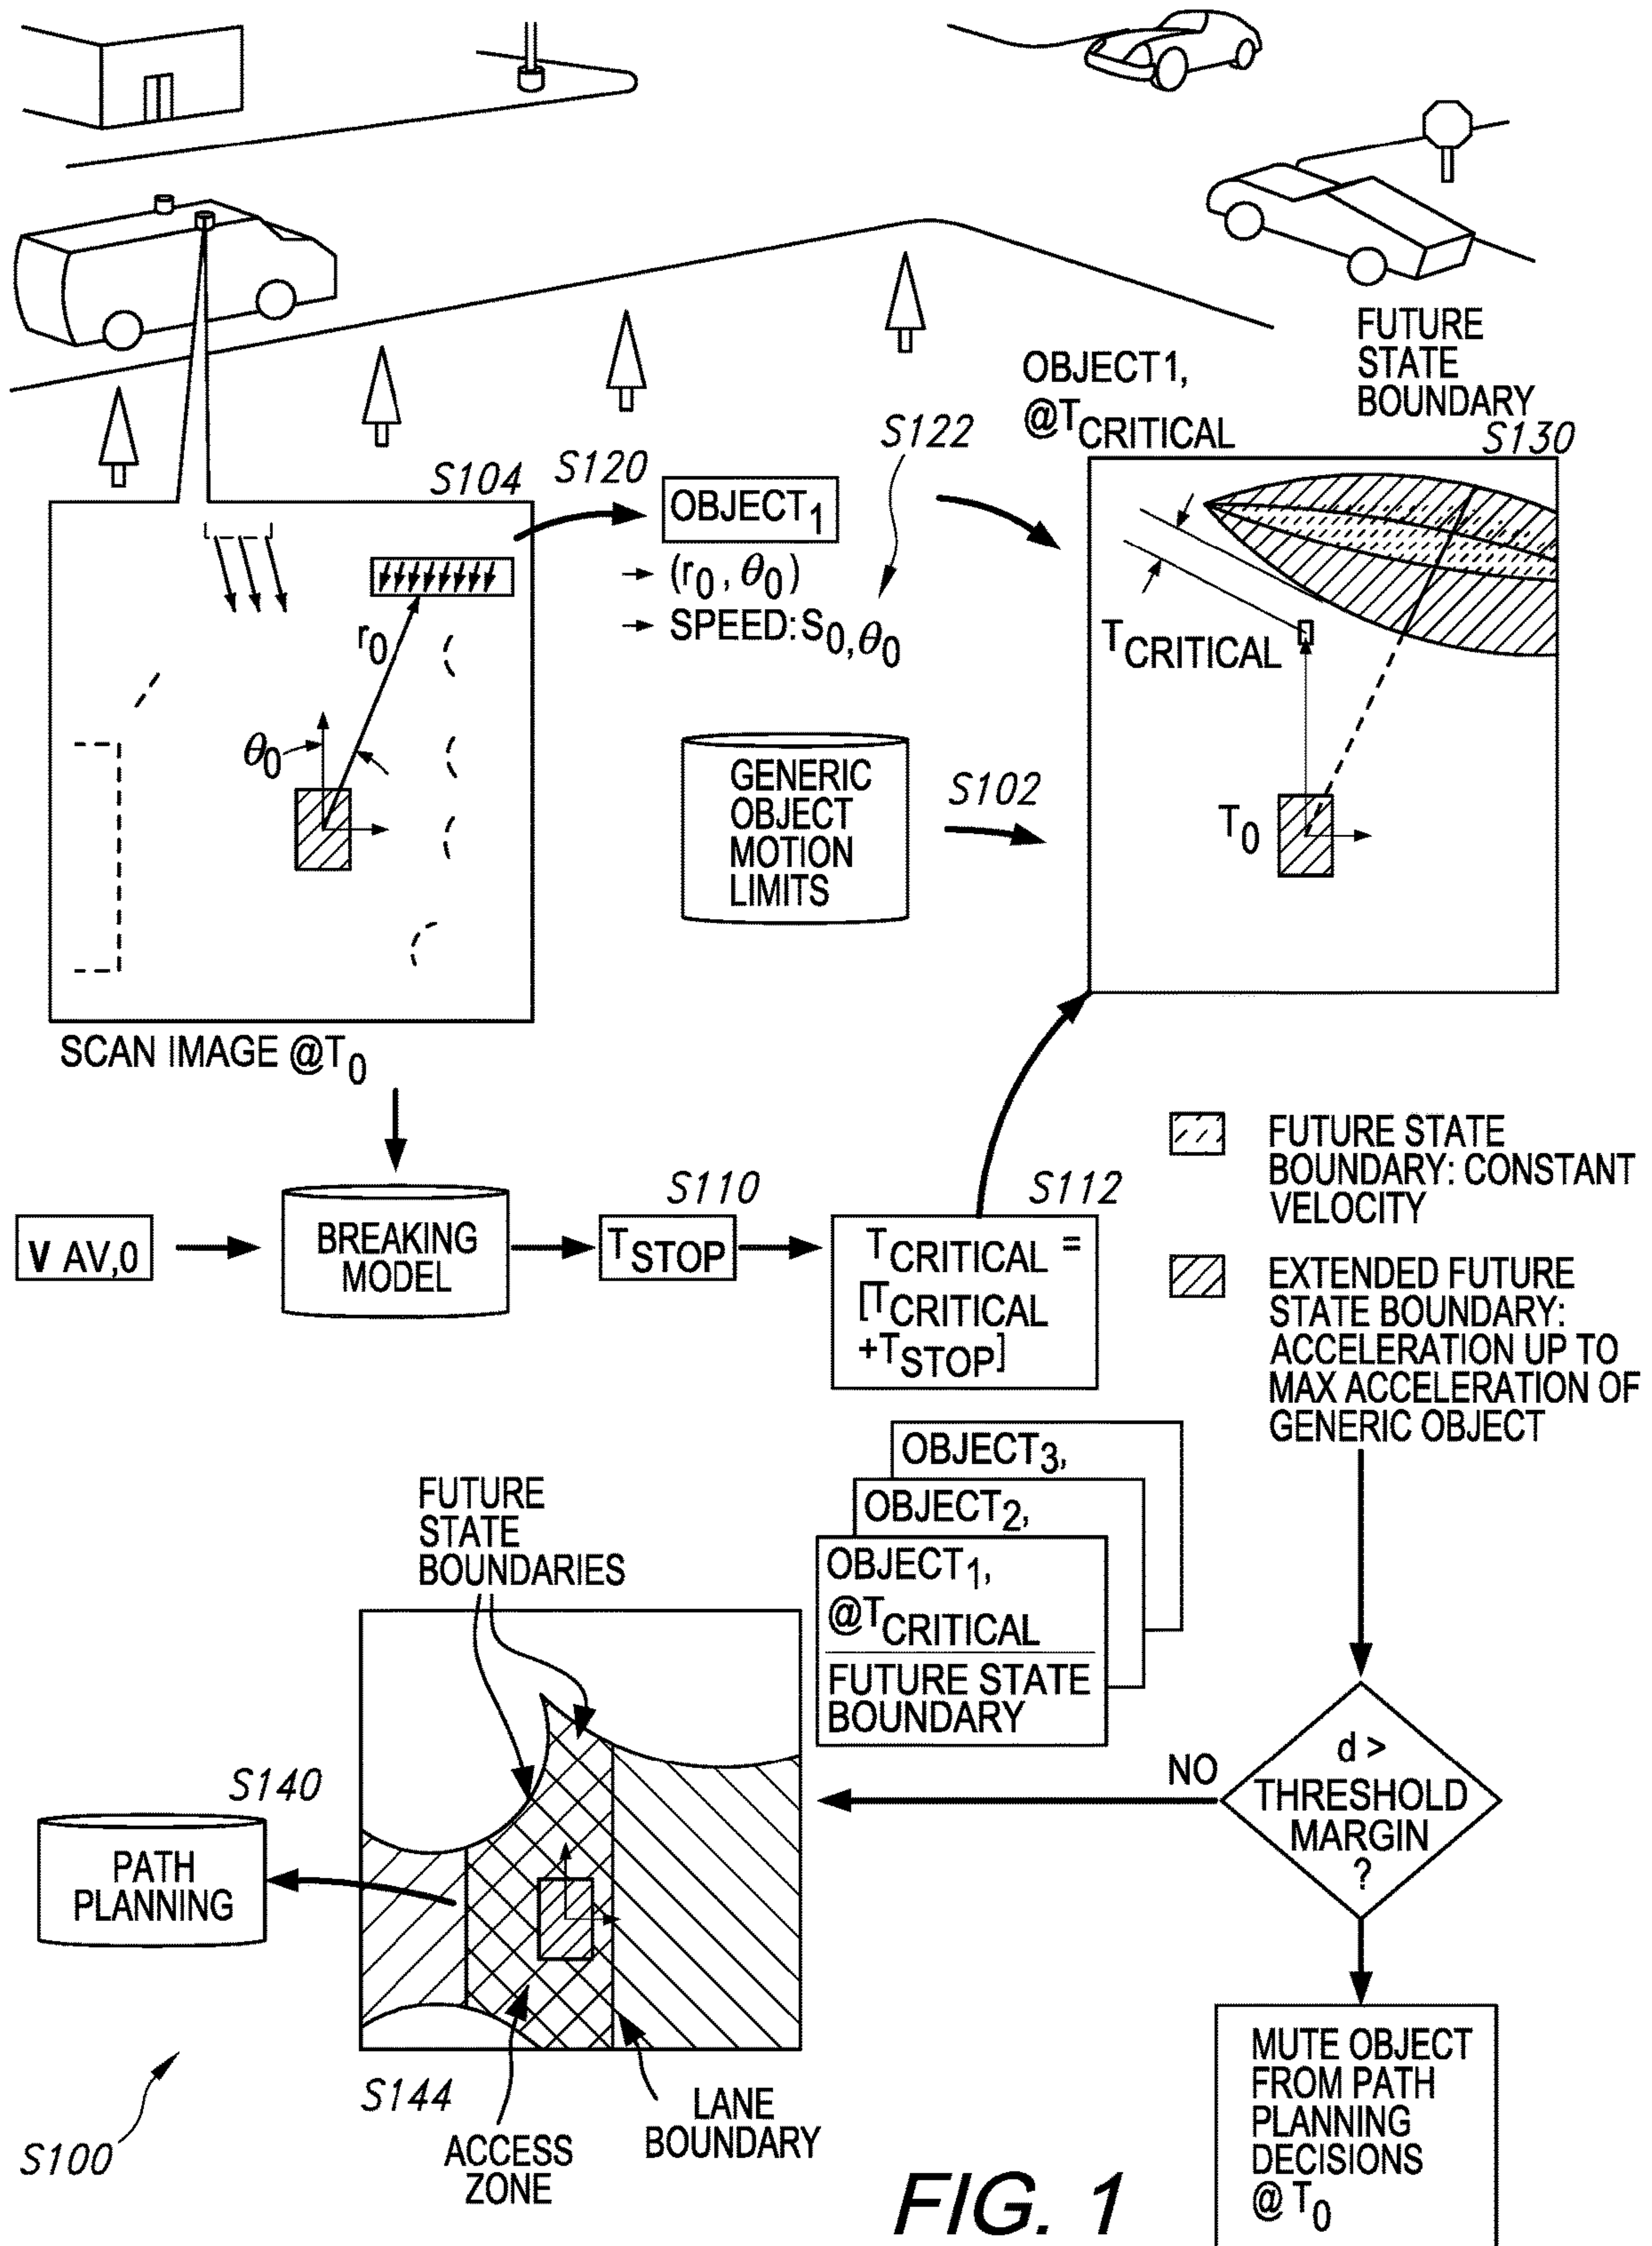 FUTURE
STATE
BOUNDARY
OBJECT1,
@TCRITICAL
S130
S122
S104
S120
OBJECT1
→ (r0, θ0)
→ SPEED: S0, θ0
r0
θ0
TCRITICAL
T0
GENERIC
OBJECT
MOTION
LIMITS
S102
SCAN IMAGE @T0
V AV,0
BREAKING
MODEL
S110
TSTOP
S112
TCRITICAL =
[TCRITICAL
+TSTOP]
FUTURE STATE
BOUNDARY: CONSTANT
VELOCITY
EXTENDED FUTURE
STATE BOUNDARY:
ACCELERATION UP TO
MAX ACCELERATION OF
GENERIC OBJECT
OBJECT3,
OBJECT2,
OBJECT1,
@TCRITICAL
FUTURE STATE
BOUNDARY
FUTURE
STATE
BOUNDARIES
d >
THRESHOLD
MARGIN
?
NO
S140
PATH
PLANNING
S144
ACCESS
ZONE
LANE
BOUNDARY
MUTE OBJECT
FROM PATH
PLANNING
DECISIONS
@ T0
S100
FIG. 1